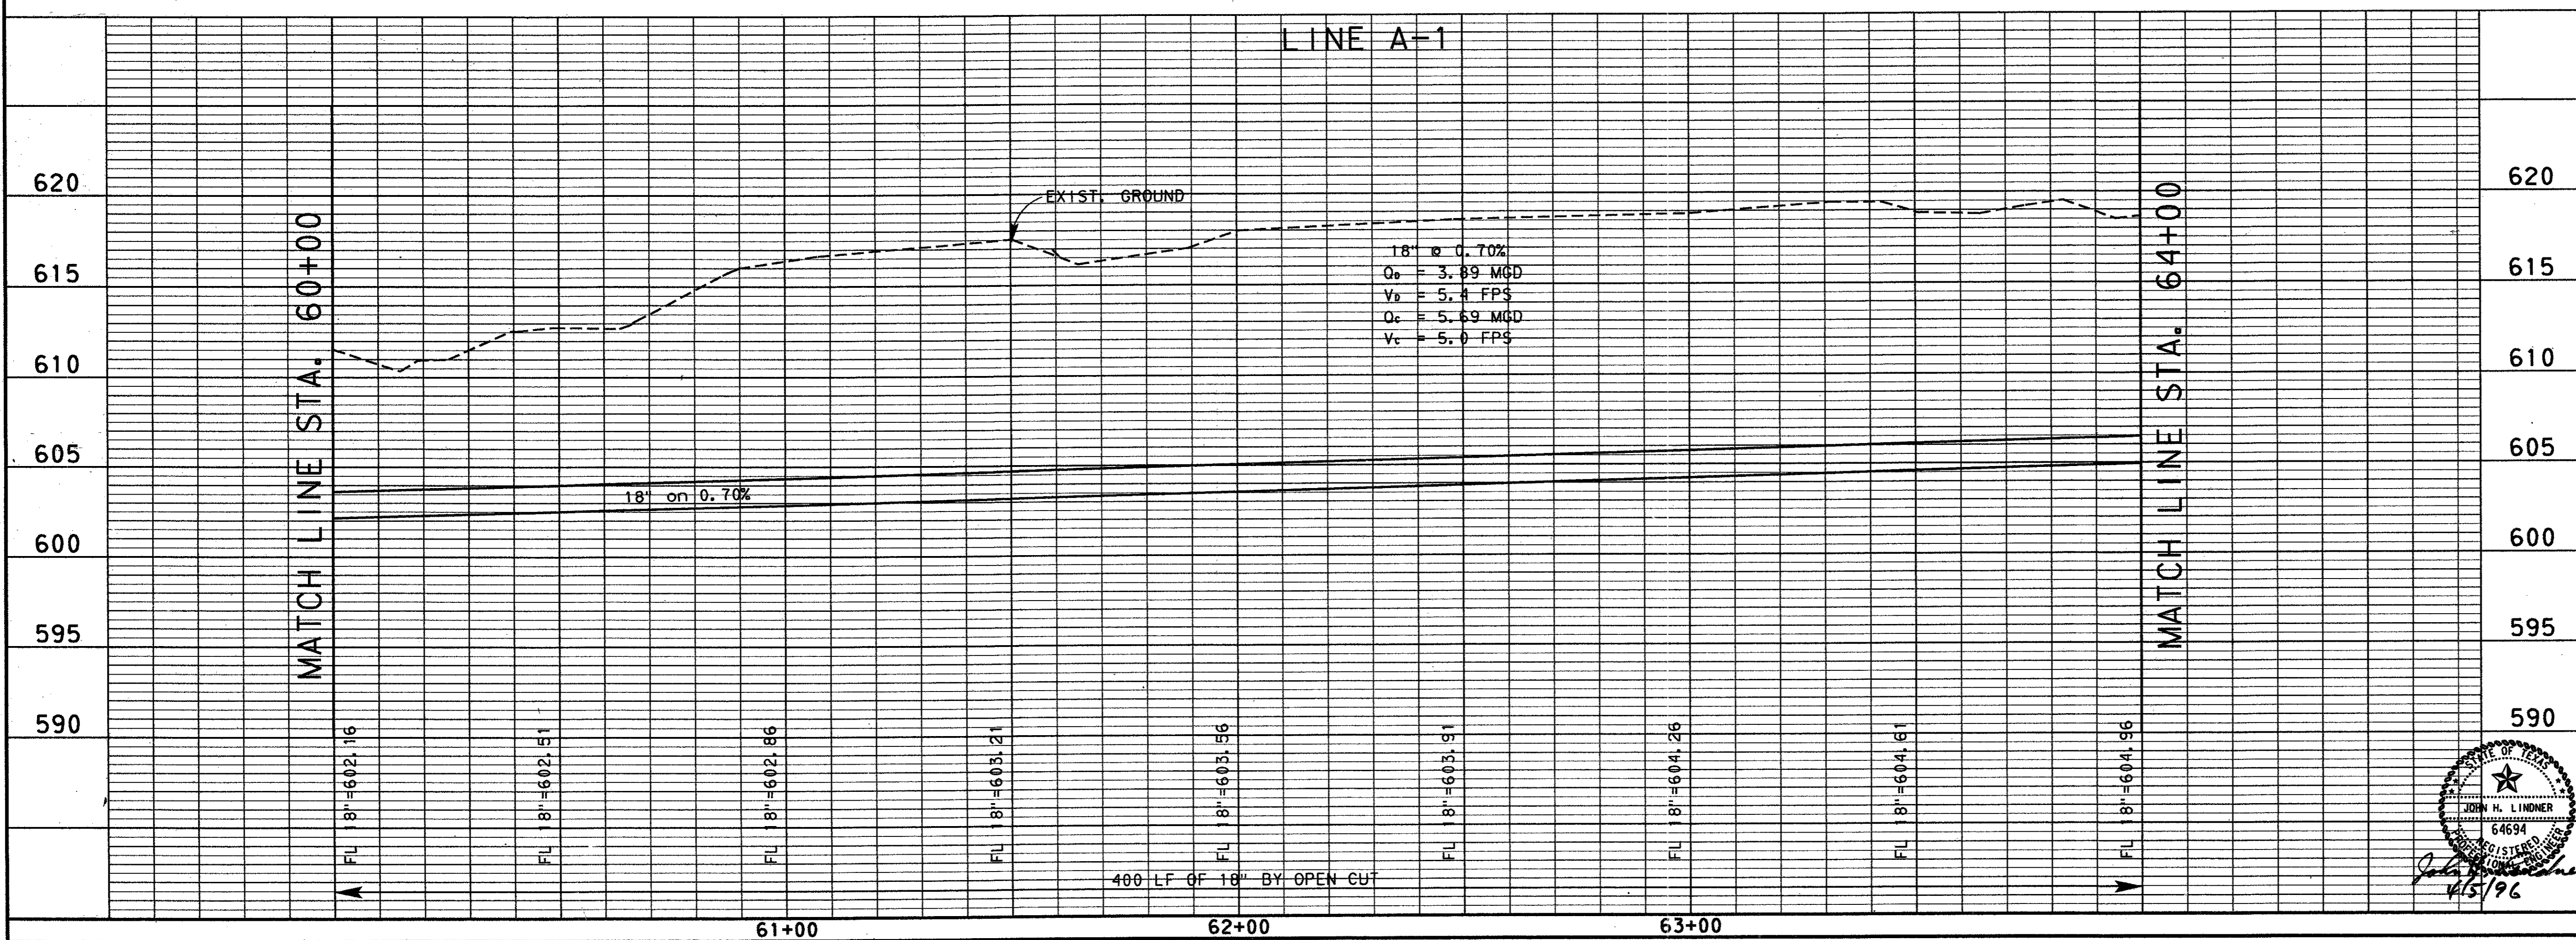 LINE A-1
620
615
610
605
600
595
590
MATCH LINE STA. 60+00
EXIST. GROUND
18" @ 0.70%
QD = 3.89 MGD
VD = 5.4 FPS
QC = 5.69 MGD
VC = 5.0 FPS
18" on 0.70%
MATCH LINE STA. 64+00
620
615
610
605
600
595
590
FL 18"=602.16
FL 18"=602.51
FL 18"=602.86
FL 18"=603.21
FL 18"=603.56
FL 18"=603.91
FL 18"=604.26
FL 18"=604.61
FL 18"=604.96
400 LF OF 18" BY OPEN CUT
61+00
62+00
63+00
STATE OF TEXAS
JOHN H. LINDNER
64694
REGISTERED
PROFESSIONAL ENGINEER
4/5/96